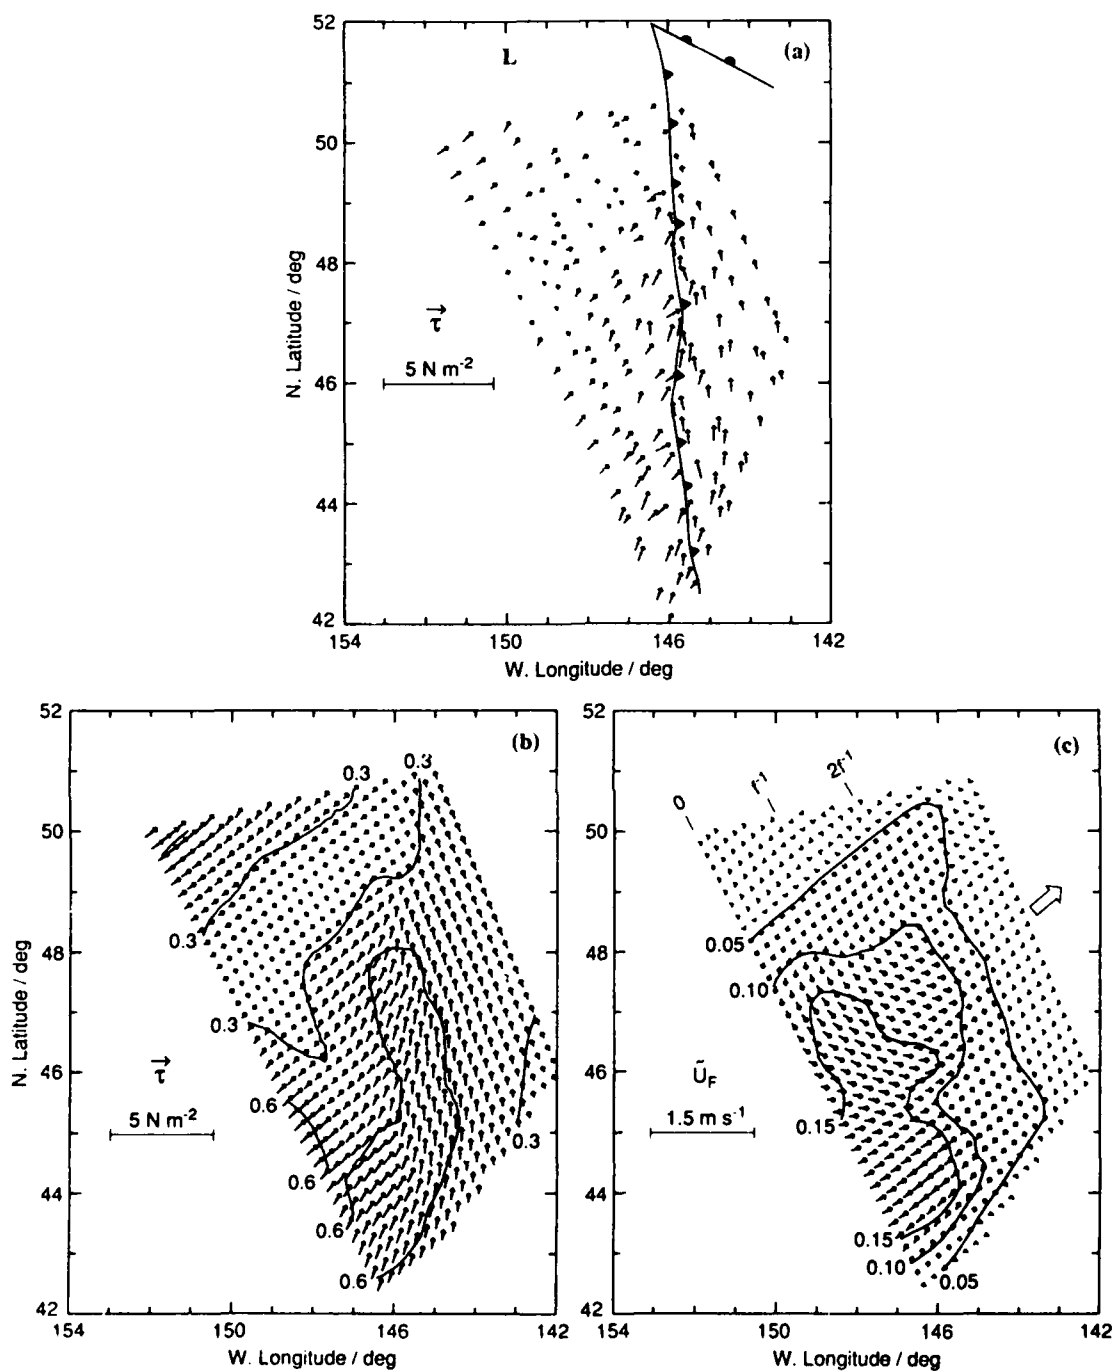 52
50
48
46
44
42
154
150
146
142
N. Latitude / deg
W. Longitude / deg
L
(a)
τ
5 N m⁻²
52
50
48
46
44
42
154
150
146
142
N. Latitude / deg
W. Longitude / deg
(b)
0.3
0.3
0.3
0.3
0.3
0.6
0.6
0.6
0.6
τ
5 N m⁻²
52
50
48
46
44
42
154
150
146
142
W. Longitude / deg
(c)
0
f⁻¹
2f⁻¹
0.05
0.10
0.15
0.15
0.10
0.05
Ũ_F
1.5 m s⁻¹